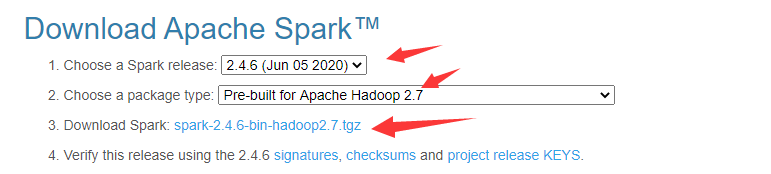 Download Apache Spark™
1. Choose a Spark release: 2.4.6 (Jun 05 2020)
2. Choose a package type: Pre-built for Apache Hadoop 2.7
3. Download Spark: spark-2.4.6-bin-hadoop2.7.tgz
4. Verify this release using the 2.4.6 signatures, checksums and project release KEYS.